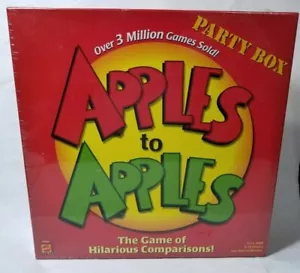 PARTY BOX
Over 3 Million Games Sold!
APPLES
to
APPLES
The Game of
Hilarious Comparisons!